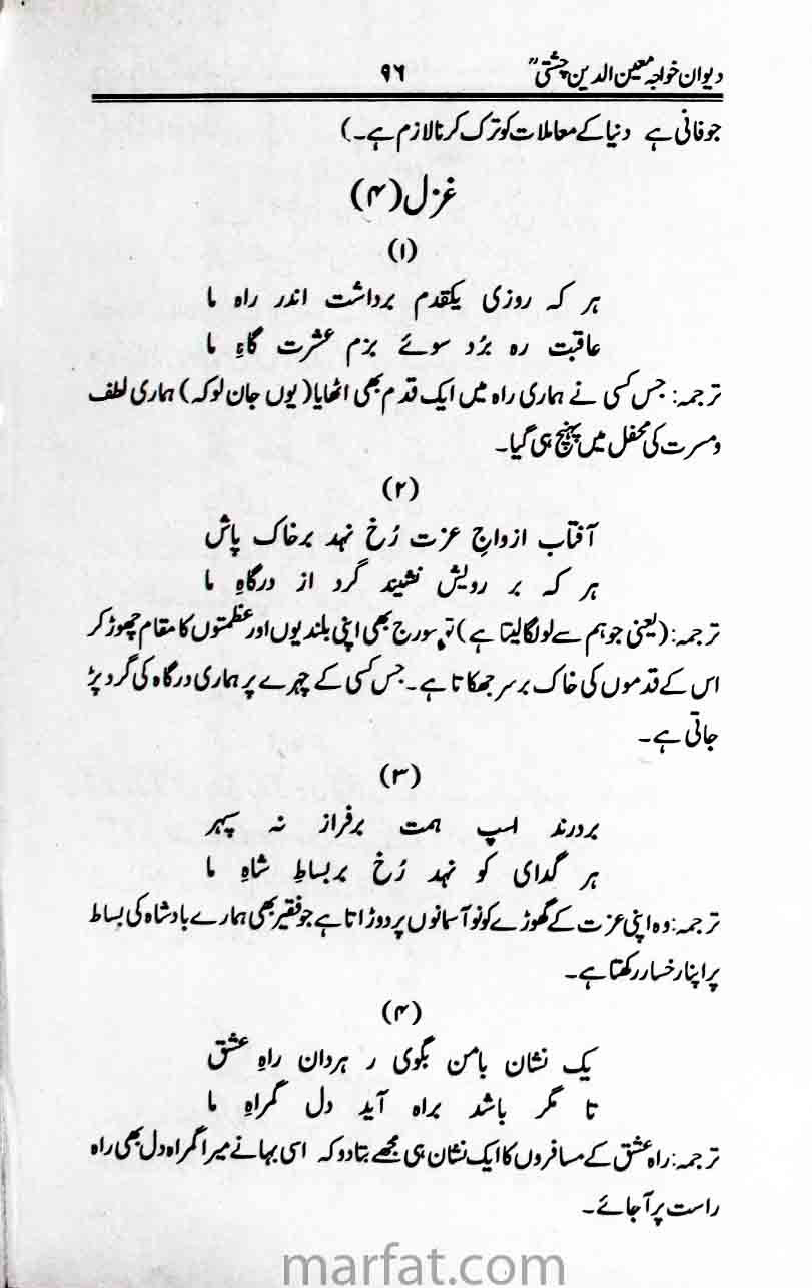 دیوان خواجہ معین الدین چشتیؒ ۹۶
جو فانی ہے دنیا کے معاملات کو ترک کرنا لازم ہے۔)
غزل (۴)
(۱)
ہر کہ روزی یکقدم برداشت اندر راہ ما
عاقبت رہ بُرد سوئے بزم عشرت گاہِ ما
ترجمہ: جس کسی نے ہماری راہ میں ایک قدم بھی اٹھایا (یوں جان لو کہ) ہماری لطف
ومسرت کی محفل میں پہنچ ہی گیا۔
(۲)
آفتاب ازواجِ عزت رُخ نہد برخاک پاش
ہر کہ بر رویش نشیند گرد از درگاہِ ما
ترجمہ: (یعنی جو ہم سے لو لگا لیتا ہے) تو سورج بھی اپنی بلندیوں اور عظمتوں کا مقام چھوڑ کر
اس کے قدموں کی خاک پر سر جھکاتا ہے۔ جس کسی کے چہرے پر ہماری درگاہ کی گرد پڑ
جاتی ہے۔
(۳)
بردرند اسپ ہمت برفراز نہ سپہر
ہر گدای کو نہد رُخ بربساطِ شاہِ ما
ترجمہ: وہ اپنی عزت کے گھوڑے کو نو آسمانوں پر دوڑاتا ہے جو فقیر بھی ہمارے بادشاہ کی بساط
پر اپنا رخسار رکھتا ہے۔
(۴)
یک نشان بامن بگوی ر ہردان راہِ عشق
تا مگر باشد براہ آید دل گمراہِ ما
ترجمہ: راہ عشق کے مسافروں کا ایک نشان ہی مجھے بتا دو کہ اسی بہانے میرا گمراہ دل بھی راہ
راست پر آ جائے۔
marfat.com